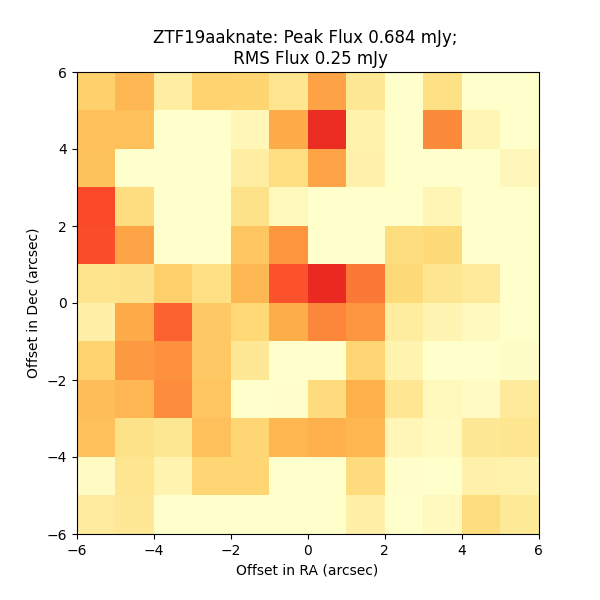 ZTF19aaknate: Peak Flux 0.684 mJy;
RMS Flux 0.25 mJy
6
4
2
0
−2
−4
−6
Offset in Dec (arcsec)
−6 −4 −2 0 2 4 6
Offset in RA (arcsec)